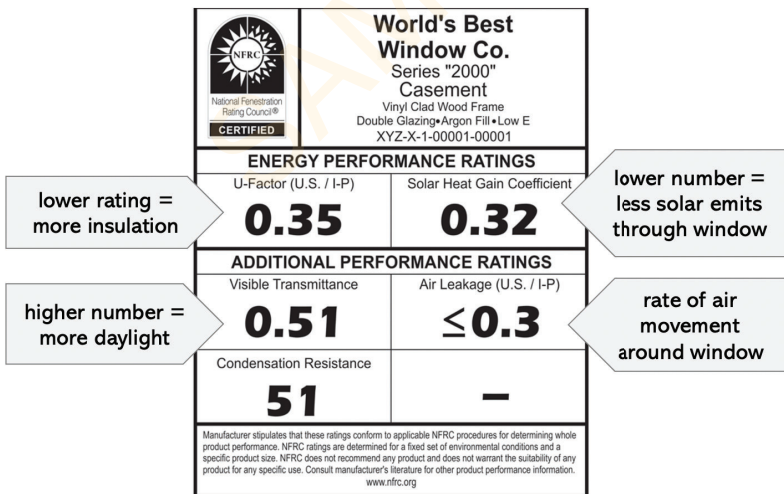 NFRC
National Fenestration
Rating Council®
CERTIFIED
World's Best
Window Co.
Series "2000"
Casement
Vinyl Clad Wood Frame
Double Glazing•Argon Fill•Low E
XYZ-X-1-00001-00001
ENERGY PERFORMANCE RATINGS
U-Factor (U.S. / I-P)
0.35
Solar Heat Gain Coefficient
0.32
lower rating =
more insulation
lower number =
less solar emits
through window
ADDITIONAL PERFORMANCE RATINGS
Visible Transmittance
0.51
Air Leakage (U.S. / I-P)
≤0.3
higher number =
more daylight
rate of air
movement
around window
Condensation Resistance
51
–
Manufacturer stipulates that these ratings conform to applicable NFRC procedures for determining whole
product performance. NFRC ratings are determined for a fixed set of environmental conditions and a
specific product size. NFRC does not recommend any product and does not warrant the suitability of any
product for any specific use. Consult manufacturer's literature for other product performance information.
www.nfrc.org